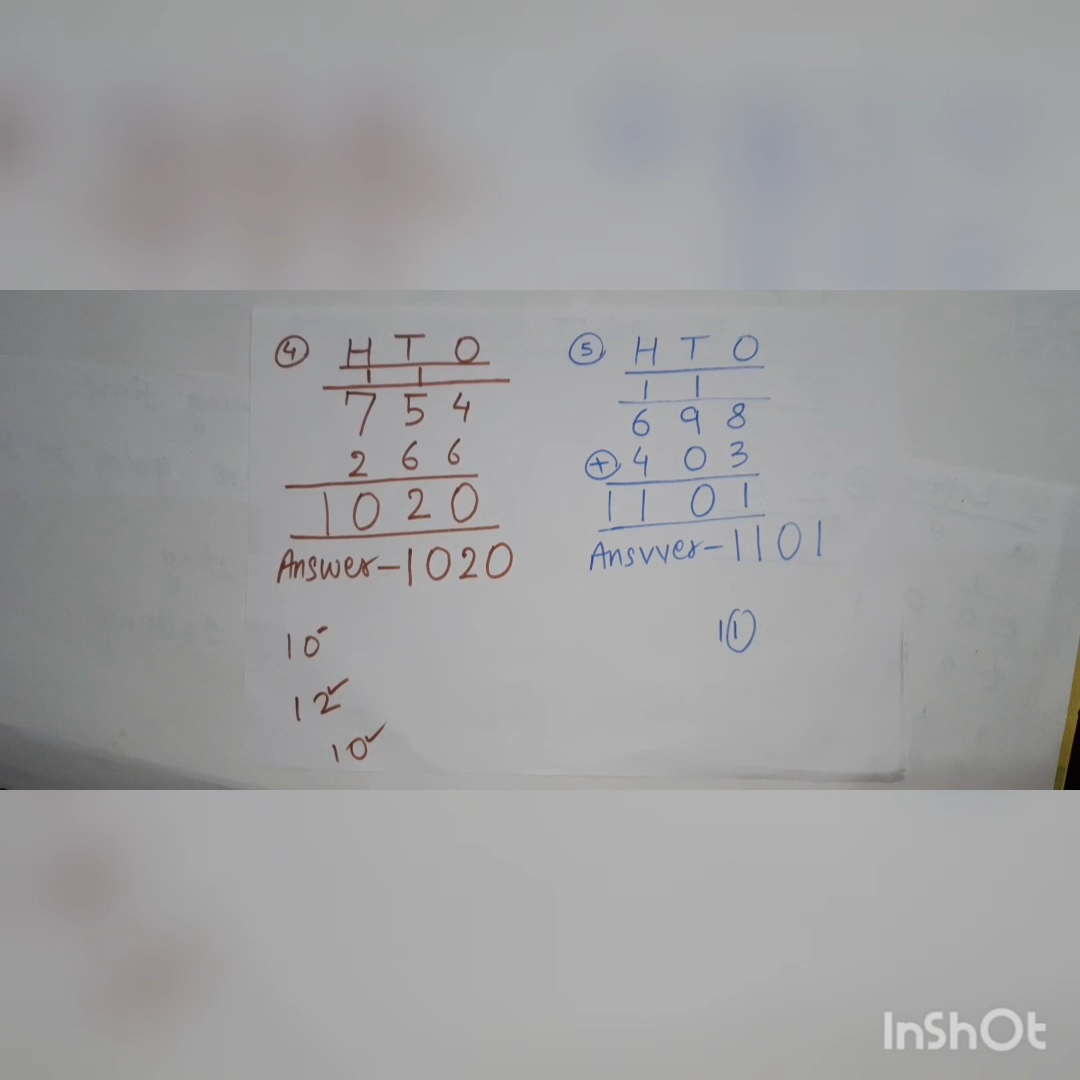 ④ H T O
1 1
7 5 4
2 6 6
1 0 2 0
Answer-1020
10
12✓
10✓
⑤ H T O
1 1
6 9 8
⊕ 4 0 3
1 1 0 1
Answer-1101
1①
InShOt